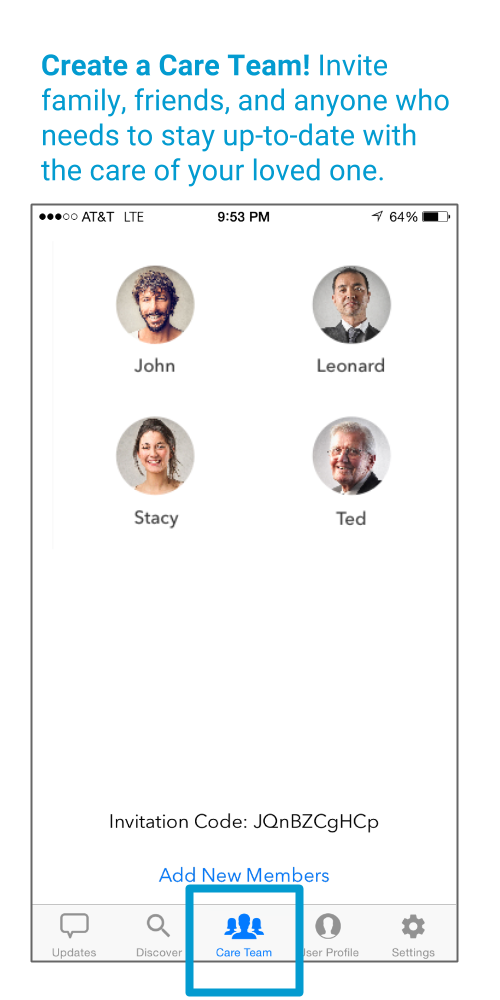 Create a Care Team! Invite
family, friends, and anyone who
needs to stay up-to-date with
the care of your loved one.
AT&T LTE 9:53 PM 64%
John Leonard
Stacy Ted
Invitation Code: JQnBZCgHCp
Add New Members
Updates Discover Care Team User Profile Settings